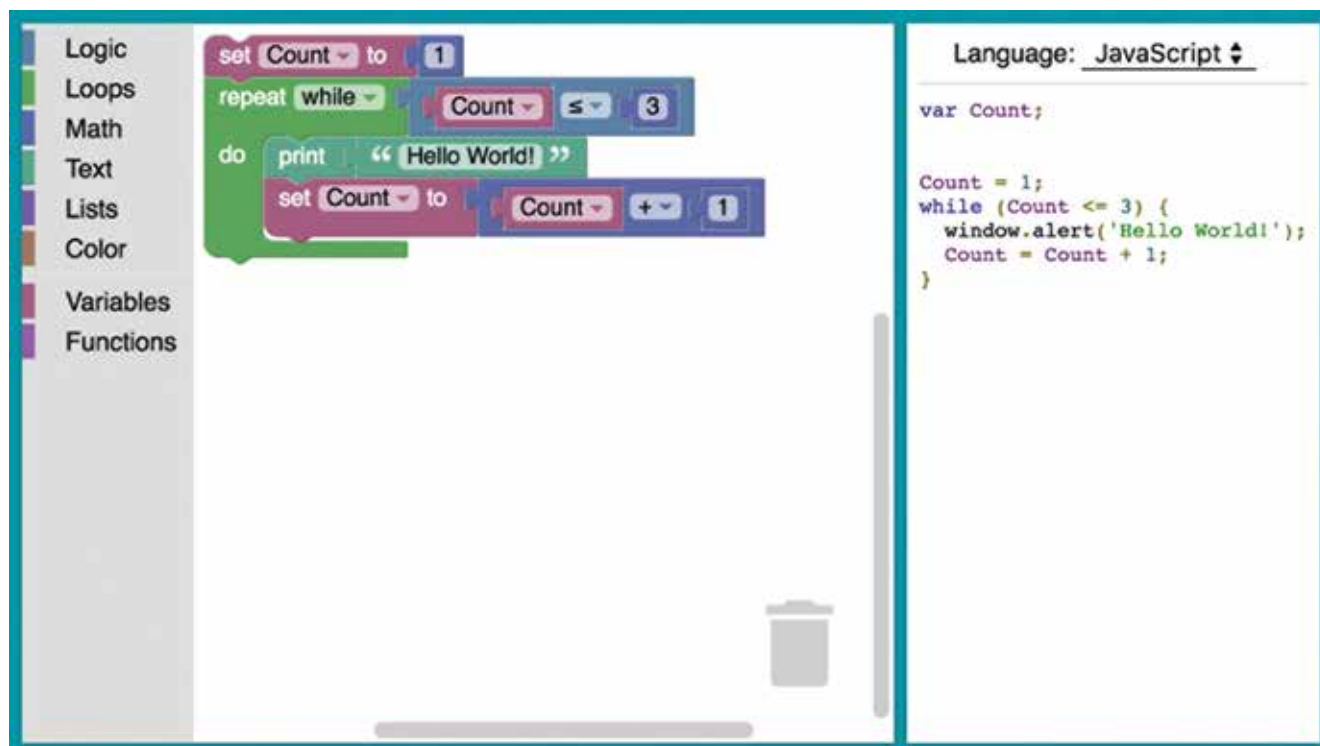 Logic
Loops
Math
Text
Lists
Color
Variables
Functions
set Count to 1
repeat while Count ≤ 3
do print “ Hello World! ”
set Count to Count + 1
Language: JavaScript
var Count;
Count = 1;
while (Count <= 3) {
window.alert('Hello World!');
Count = Count + 1;
}